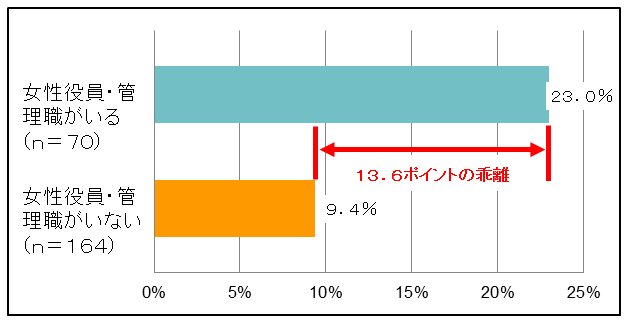 女性役員・管
理職がいる
（ｎ＝７０）
２３．０％
１３．６ポイントの乖離
女性役員・管
理職がいない
（ｎ＝１６４）
９．４％
0%
5%
10%
15%
20%
25%